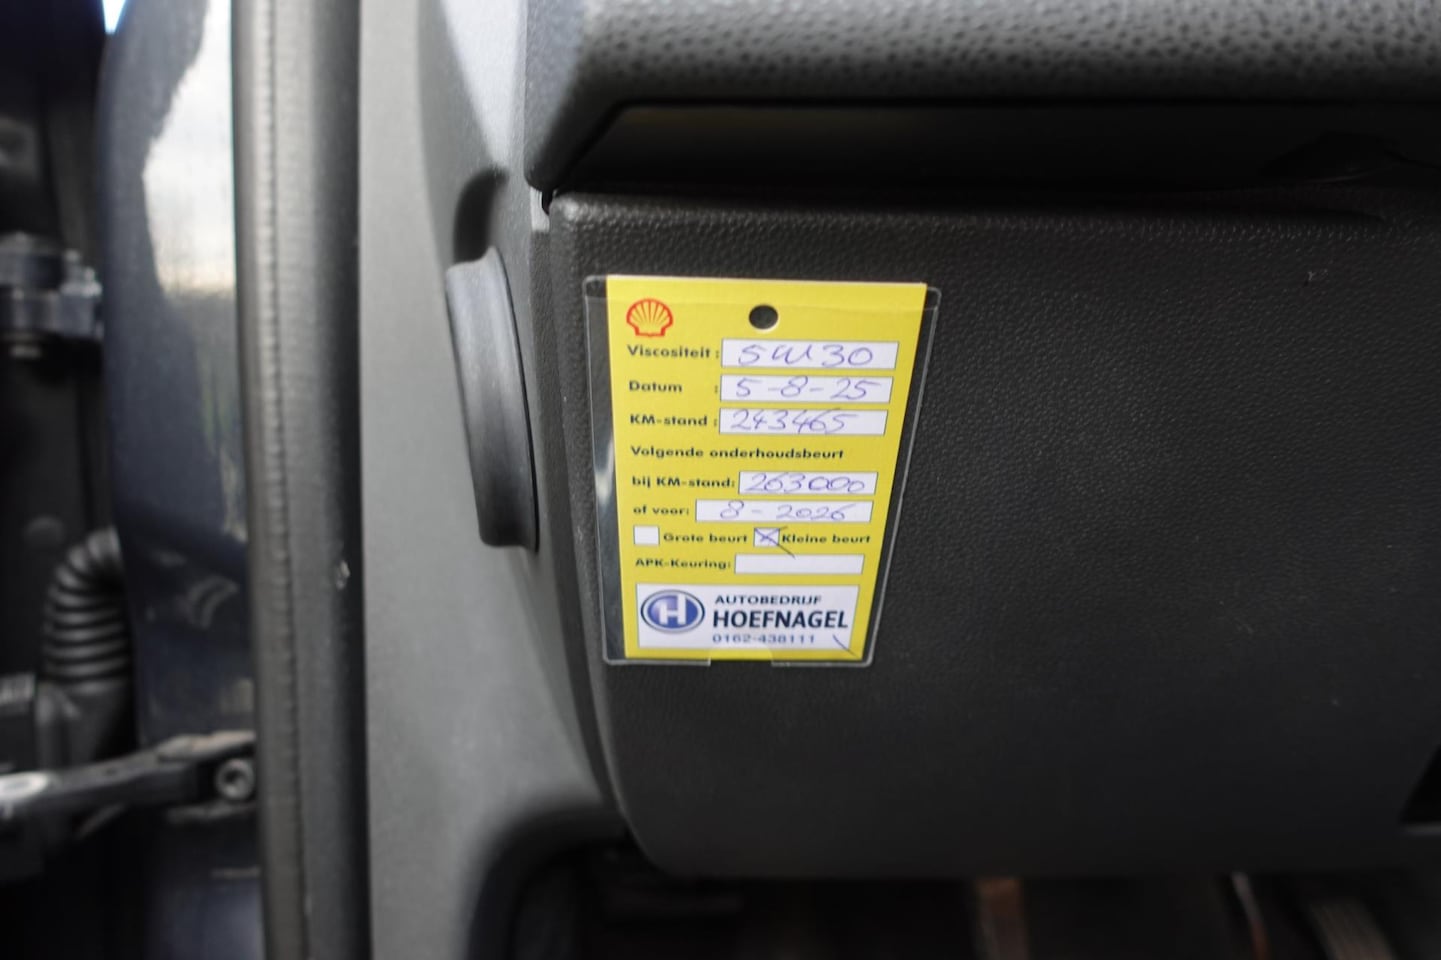 Viscositeit : 5W30
Datum : 5-8-25
KM-stand : 243465
Volgende onderhoudsbeurt
bij KM-stand: 263000
of voor: 8-2026
Grote beurt Kleine beurt
APK-Keuring:
H
AUTOBEDRIJF
HOEFNAGEL
0162-438111